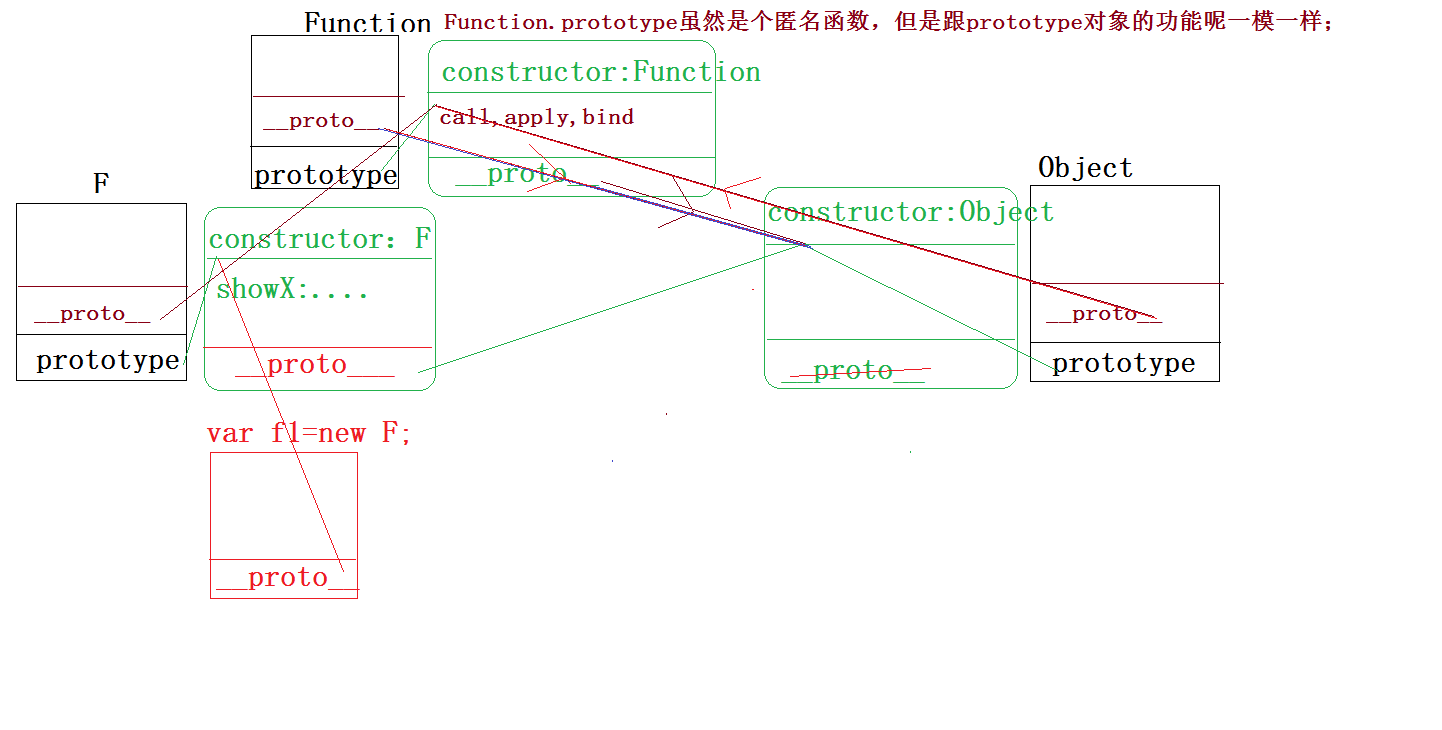 Function
Function.prototype虽然是个匿名函数，但是跟prototype对象的功能呢一模一样；
constructor:Function
__proto__
call,apply,bind
prototype
__proto__
F
Object
constructor：F
constructor:Object
showX:....
__proto__
__proto__
prototype
__proto___
__proto__
prototype
var f1=new F;
__proto__